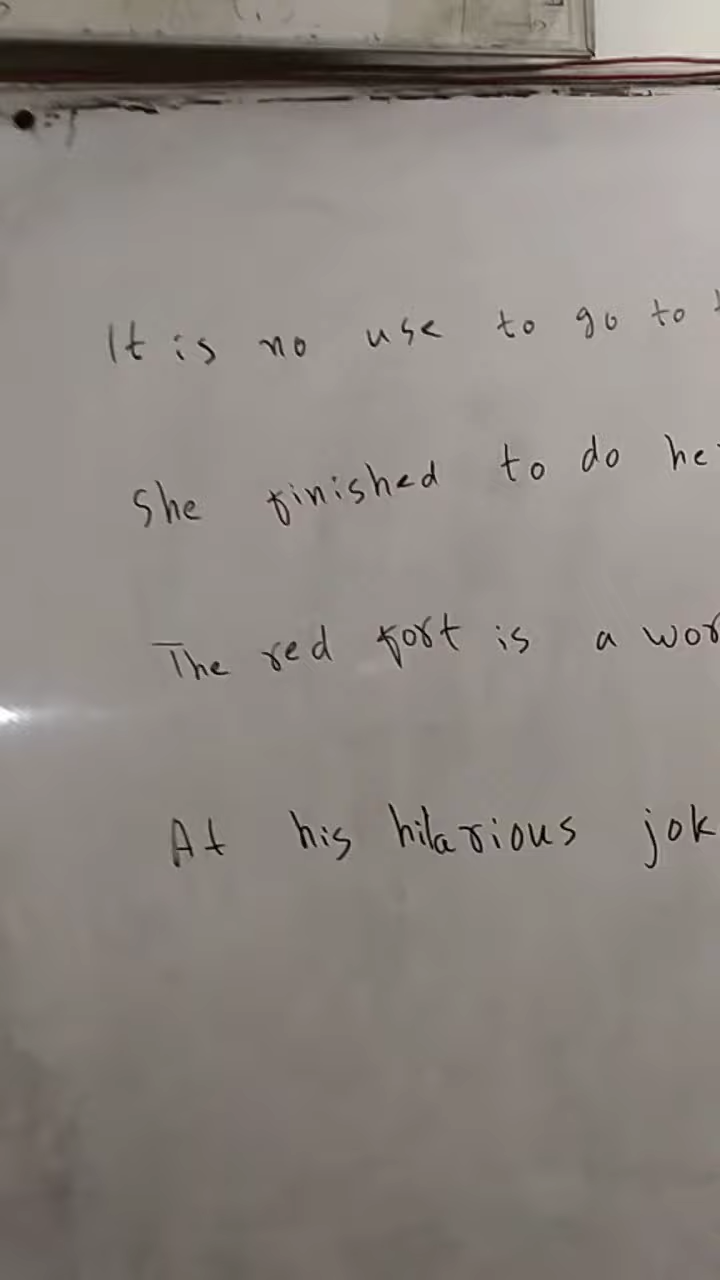 It is no use to go to
She finished to do he
The red fort is a wor
At his hilarious jok